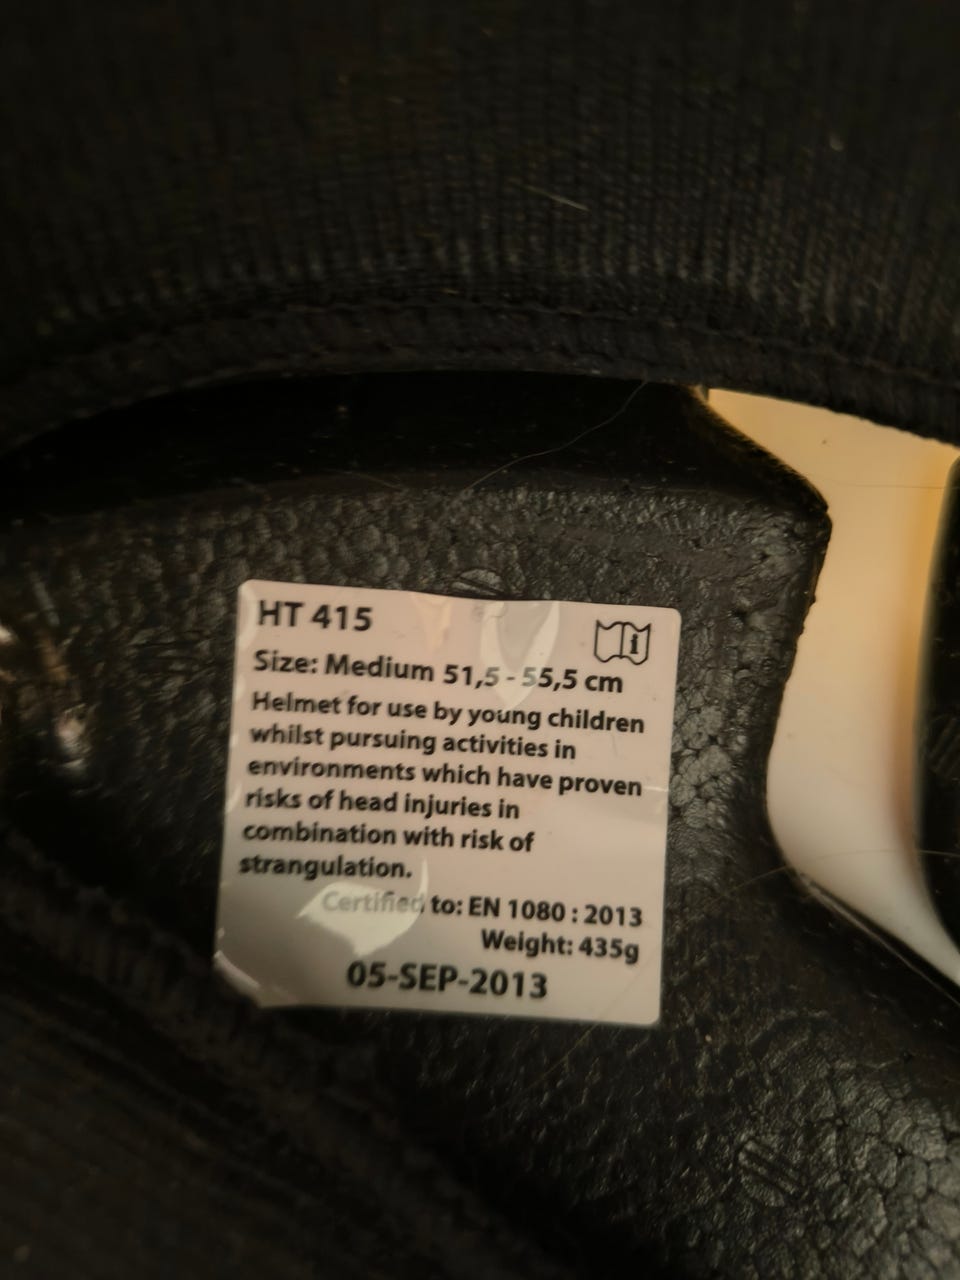 HT 415
Size: Medium 51,5 - 55,5 cm
Helmet for use by young children
whilst pursuing activities in
environments which have proven
risks of head injuries in
combination with risk of
strangulation.
Certified to: EN 1080 : 2013
Weight: 435g
05-SEP-2013